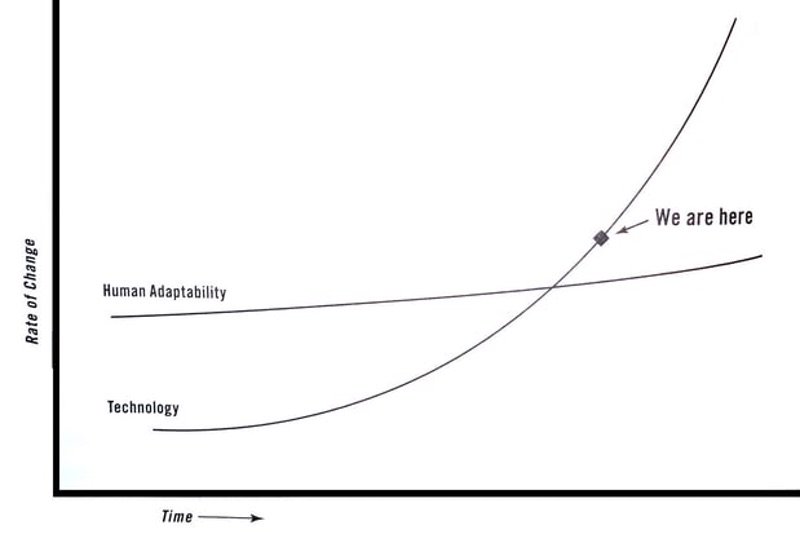 We are here
Human Adaptability
Rate of Change
Technology
Time